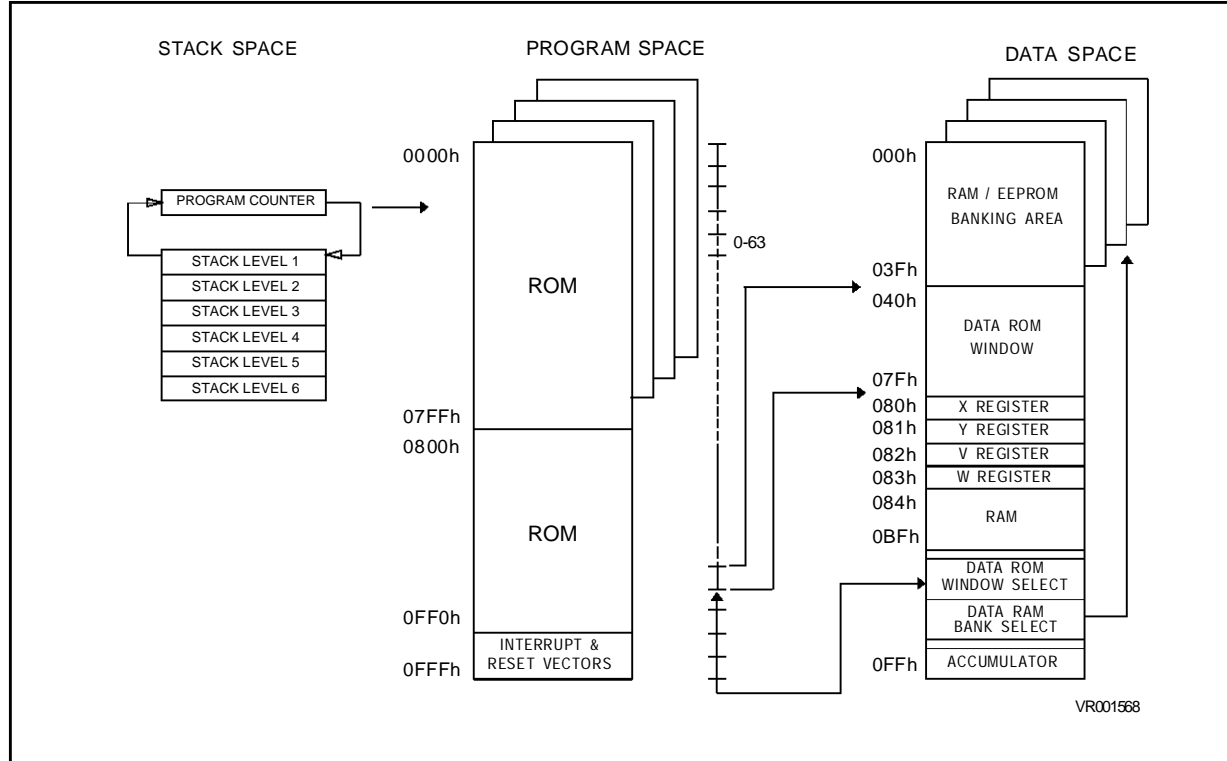 STACK SPACE
PROGRAM SPACE
DATA SPACE
PROGRAM COUNTER
STACK LEVEL 1
STACK LEVEL 2
STACK LEVEL 3
STACK LEVEL 4
STACK LEVEL 5
STACK LEVEL 6
0000h
ROM
07FFh
0800h
ROM
0FF0h
INTERRUPT &
RESET VECTORS
0FFFh
0-63
000h
RAM / EEPROM
BANKING AREA
03Fh
040h
DATA ROM
WINDOW
07Fh
080h
X REGISTER
081h
Y REGISTER
082h
V REGISTER
083h
W REGISTER
084h
RAM
0BFh
DATA ROM
WINDOW SELECT
DATA RAM
BANK SELECT
0FFh
ACCUMULATOR
VR001568